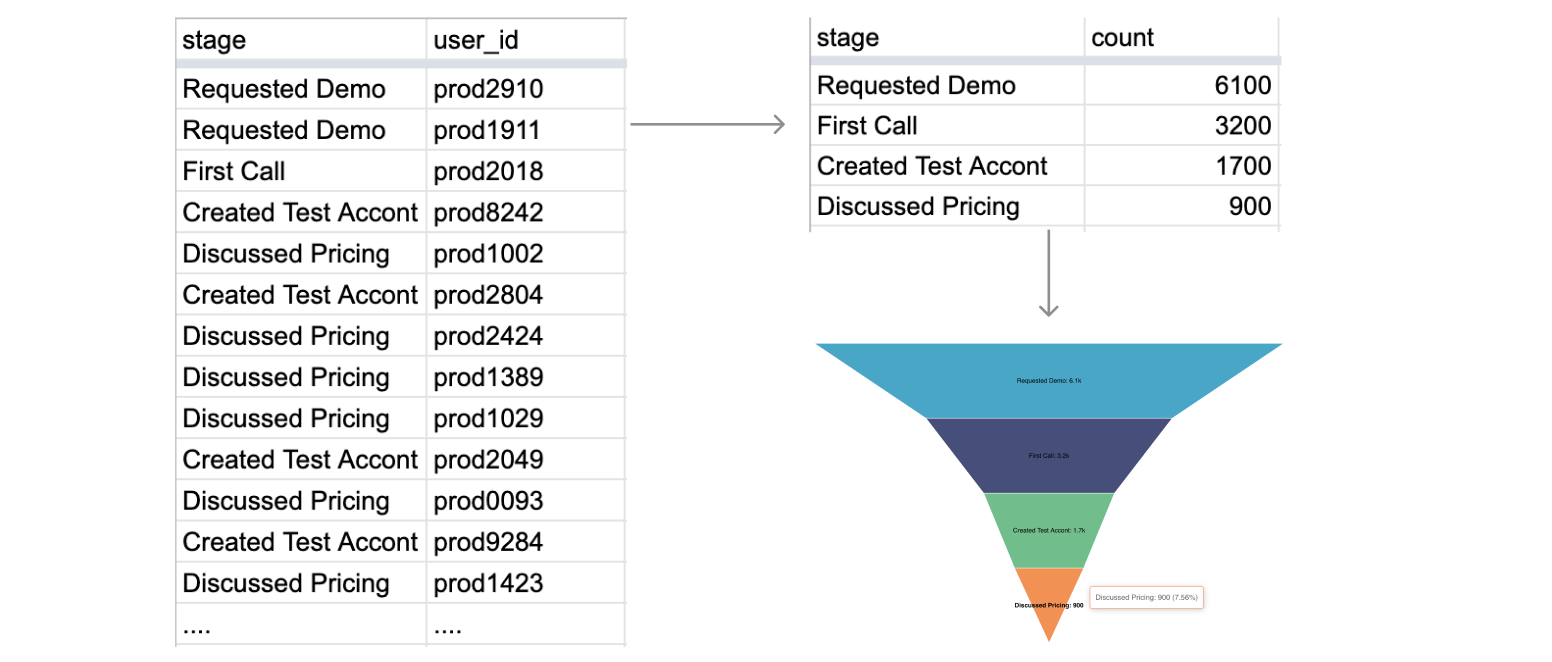 stage user_id
Requested Demo prod2910
Requested Demo prod1911
First Call prod2018
Created Test Accont prod8242
Discussed Pricing prod1002
Created Test Accont prod2804
Discussed Pricing prod2424
Discussed Pricing prod1389
Discussed Pricing prod1029
Created Test Accont prod2049
Discussed Pricing prod0093
Created Test Accont prod9284
Discussed Pricing prod1423
.... ....
stage count
Requested Demo 6100
First Call 3200
Created Test Accont 1700
Discussed Pricing 900
Requested Demo: 6.1k
First Call: 3.2k
Created Test Accont: 1.7k
Discussed Pricing: 900
Discussed Pricing: 900 (7.56%)